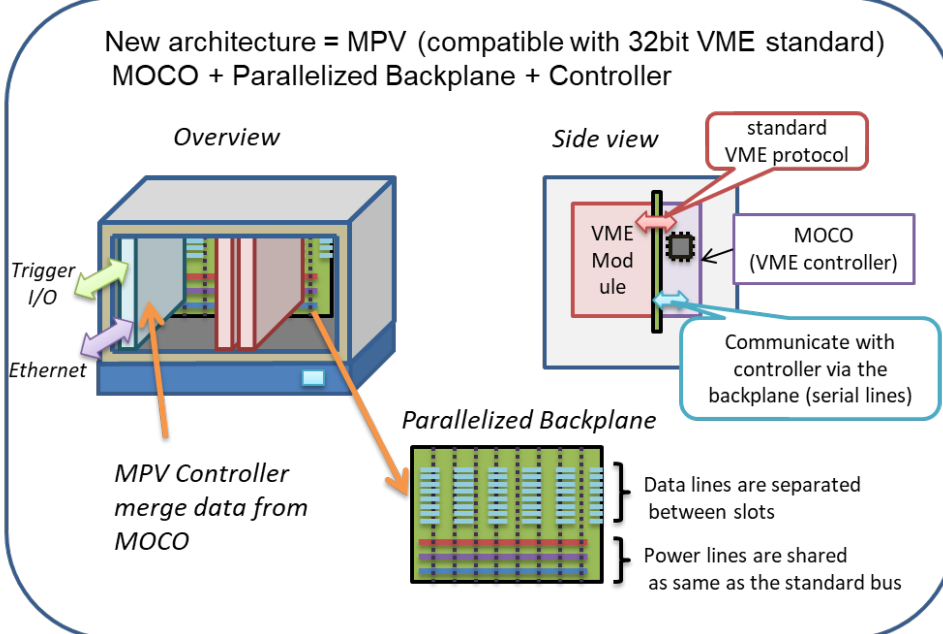 New architecture = MPV (compatible with 32bit VME standard)
MOCO + Parallelized Backplane + Controller
Overview
Side view
standard
VME protocol
Trigger
I/O
Ethernet
VME
Mod
ule
MOCO
(VME controller)
Communicate with
controller via the
backplane (serial lines)
Parallelized Backplane
MPV Controller
merge data from
MOCO
Data lines are separated
between slots
Power lines are shared
as same as the standard bus